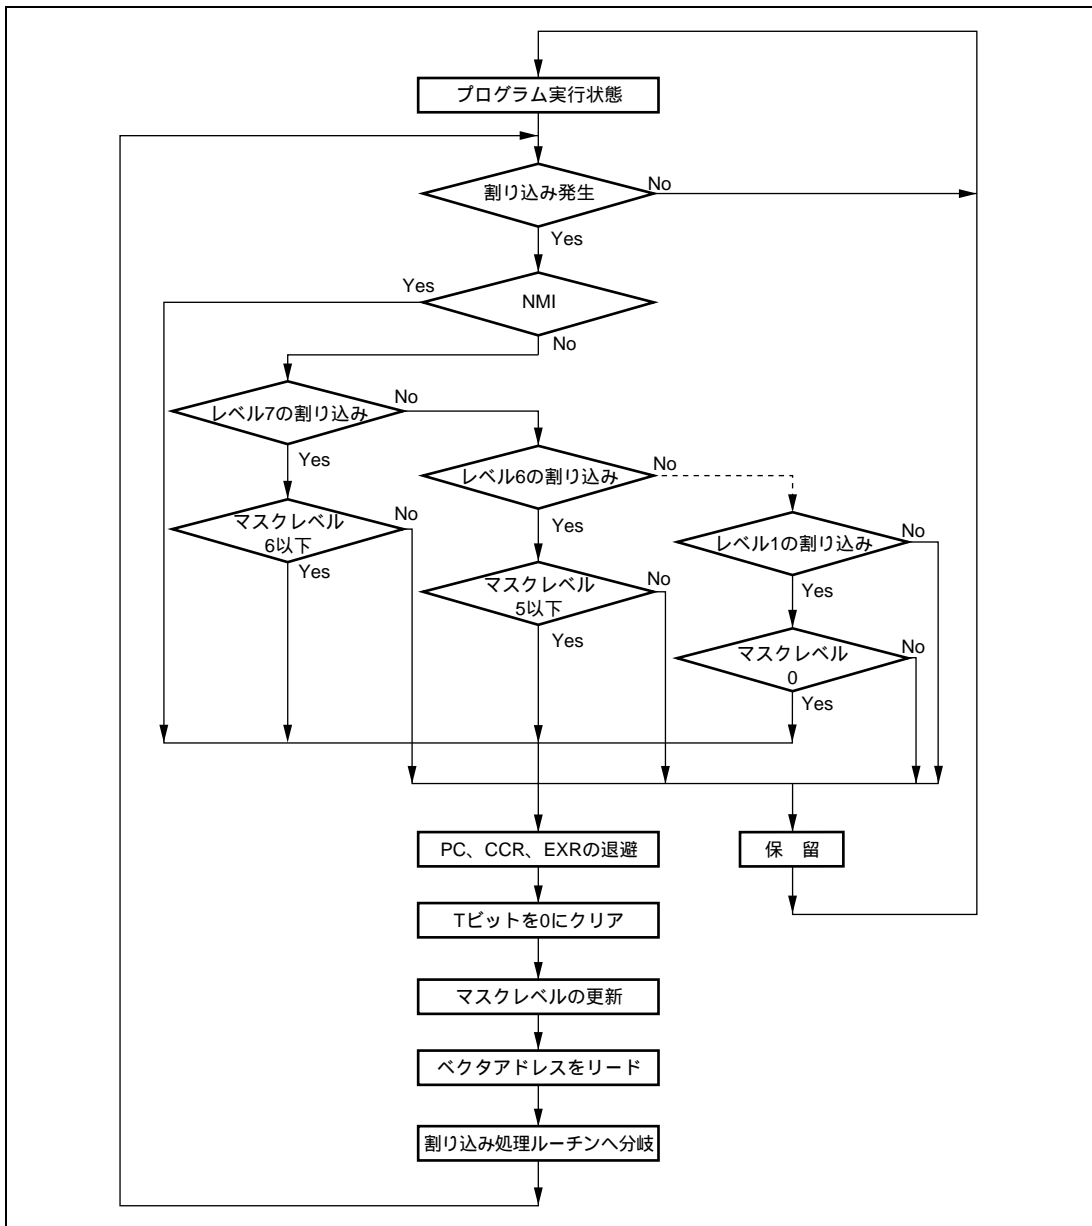 プログラム実行状態
割り込み発生
No
Yes
Yes
NMI
No
レベル7の割り込み
No
Yes
レベル6の割り込み
No
マスクレベル
6以下
No
Yes
Yes
レベル1の割り込み
No
マスクレベル
5以下
No
Yes
Yes
マスクレベル
0
No
Yes
PC、CCR、EXRの退避
保 留
Tビットを0にクリア
マスクレベルの更新
ベクタアドレスをリード
割り込み処理ルーチンへ分岐